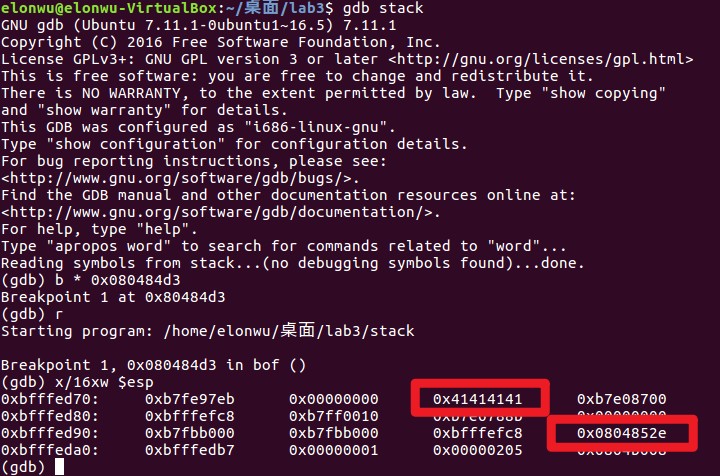 elonwu@elonwu-VirtualBox:~/桌面/lab3$ gdb stack
GNU gdb (Ubuntu 7.11.1-0ubuntu1~16.5) 7.11.1
Copyright (C) 2016 Free Software Foundation, Inc.
License GPLv3+: GNU GPL version 3 or later <http://gnu.org/licenses/gpl.html>
This is free software: you are free to change and redistribute it.
There is NO WARRANTY, to the extent permitted by law.  Type "show copying"
and "show warranty" for details.
This GDB was configured as "i686-linux-gnu".
Type "show configuration" for configuration details.
For bug reporting instructions, please see:
<http://www.gnu.org/software/gdb/bugs/>.
Find the GDB manual and other documentation resources online at:
<http://www.gnu.org/software/gdb/documentation/>.
For help, type "help".
Type "apropos word" to search for commands related to "word"...
Reading symbols from stack...(no debugging symbols found)...done.
(gdb) b * 0x080484d3
Breakpoint 1 at 0x80484d3
(gdb) r
Starting program: /home/elonwu/桌面/lab3/stack
Breakpoint 1, 0x080484d3 in bof ()
(gdb) x/16xw $esp
0xbfffed70: 0xb7fe97eb 0x00000000 0x41414141 0xb7e08700
0xbfffed80: 0xbfffefc8 0xb7ff0010
0xbfffed90: 0xb7fbb000 0xb7fbb000 0xbfffefc8 0x0804852e
0xbfffeda0: 0xbfffedb7 0x00000001 0x00000205
(gdb)